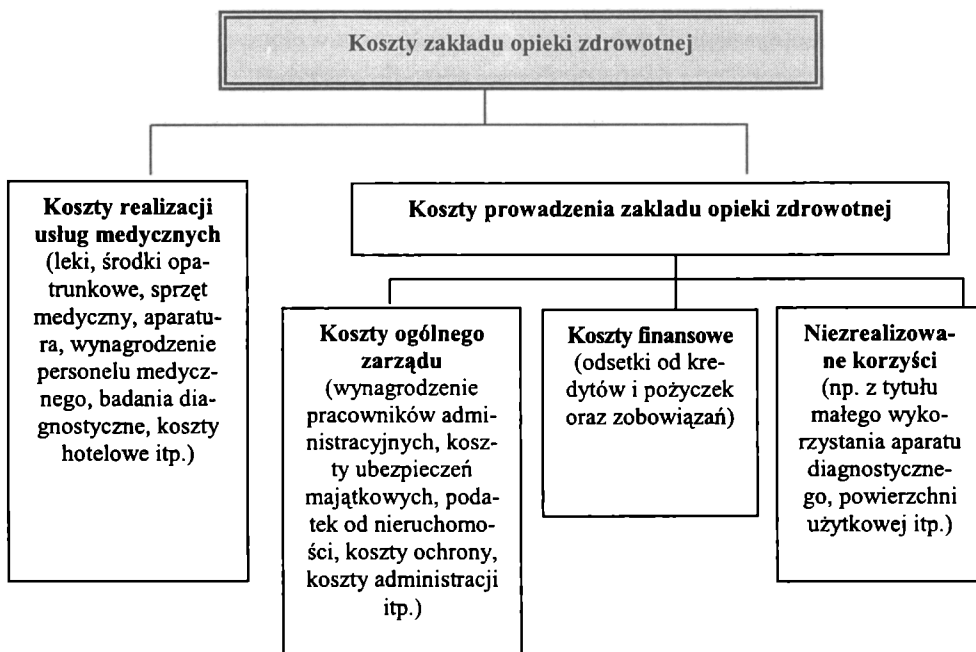 Koszty zakładu opieki zdrowotnej
Koszty realizacji
usług medycznych
(leki, środki opa-
trunkowe, sprzęt
medyczny, aparatu-
ra, wynagrodzenie
personelu medycz-
nego, badania dia-
gnostyczne, koszty
hotelowe itp.)
Koszty prowadzenia zakładu opieki zdrowotnej
Koszty ogólnego
zarządu
(wynagrodzenie
pracowników admi-
nistracyjnych, kosz-
ty ubezpieczeń
majątkowych, poda-
tek od nieruchomo-
ści, koszty ochrony,
koszty administracji
itp.)
Koszty finansowe
(odsetki od kre-
dytów i pożyczek
oraz zobowiązań)
Niezrealizowa-
ne korzyści
(np. z tytułu
małego wyko-
rzystania aparatu
diagnostyczne-
go, powierzchni
użytkowej itp.)